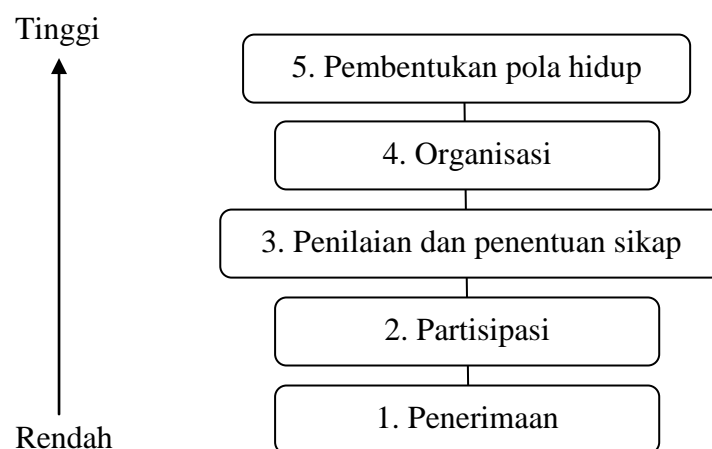 Tinggi
5. Pembentukan pola hidup
4. Organisasi
3. Penilaian dan penentuan sikap
2. Partisipasi
1. Penerimaan
Rendah